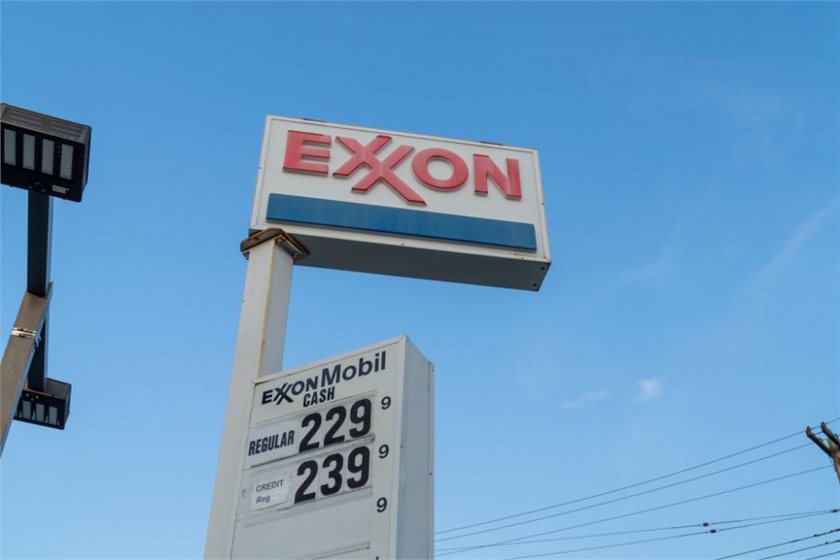 EXXON
EXXONMobil
CASH
REGULAR 229 9
CREDIT
Reg 239 9
9